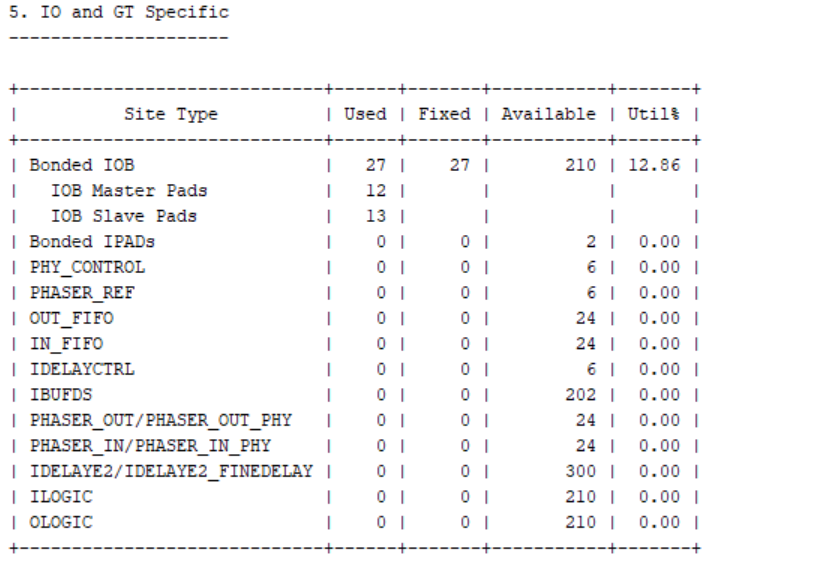 5. IO and GT Specific
---------------------
+-----------------------------+------+-------+-----------+-------+
|          Site Type          | Used | Fixed | Available | Util% |
+-----------------------------+------+-------+-----------+-------+
| Bonded IOB                  |   27 |    27 |       210 | 12.86 |
|   IOB Master Pads           |   12 |       |           |       |
|   IOB Slave Pads            |   13 |       |           |       |
| Bonded IPADs                |    0 |     0 |         2 |  0.00 |
| PHY_CONTROL                 |    0 |     0 |         6 |  0.00 |
| PHASER_REF                  |    0 |     0 |         6 |  0.00 |
| OUT_FIFO                    |    0 |     0 |        24 |  0.00 |
| IN_FIFO                     |    0 |     0 |        24 |  0.00 |
| IDELAYCTRL                  |    0 |     0 |         6 |  0.00 |
| IBUFDS                      |    0 |     0 |       202 |  0.00 |
| PHASER_OUT/PHASER_OUT_PHY   |    0 |     0 |        24 |  0.00 |
| PHASER_IN/PHASER_IN_PHY     |    0 |     0 |        24 |  0.00 |
| IDELAYE2/IDELAYE2_FINEDELAY |    0 |     0 |       300 |  0.00 |
| ILOGIC                      |    0 |     0 |       210 |  0.00 |
| OLOGIC                      |    0 |     0 |       210 |  0.00 |
+-----------------------------+------+-------+-----------+-------+